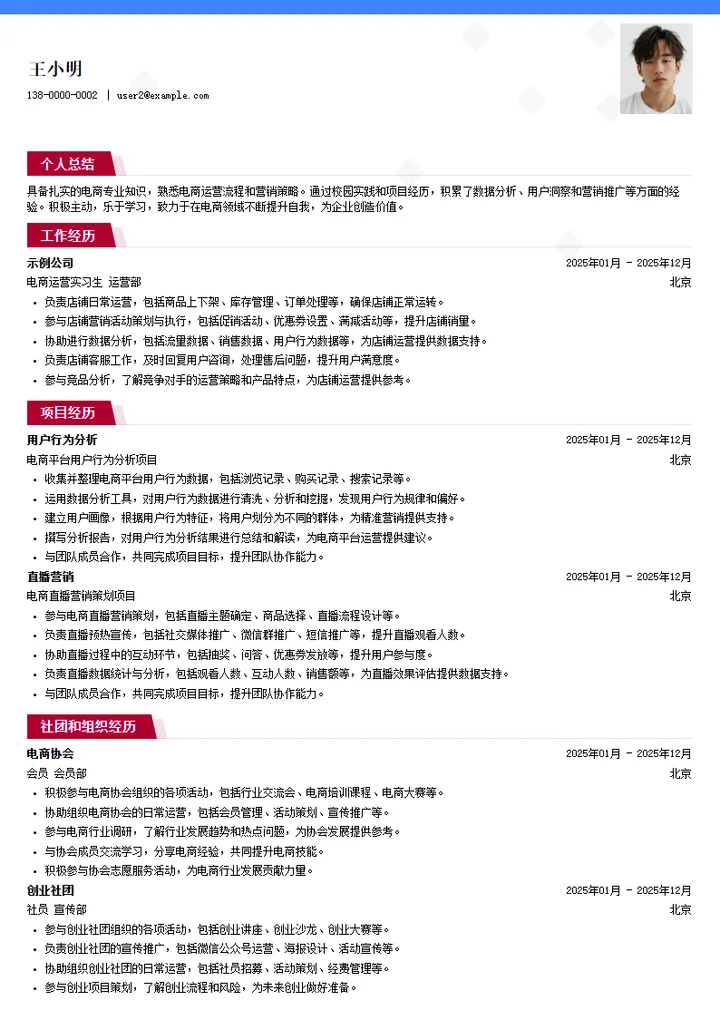 王小明
138-0000-0002 | user2@example.com
个人总结
具备扎实的电商专业知识，熟悉电商运营流程和营销策略。通过校园实践和项目经历，积累了数据分析、用户洞察和营销推广等方面的经
验。积极主动，乐于学习，致力于在电商领域不断提升自我，为企业创造价值。
工作经历
示例公司 2025年01月 - 2025年12月
电商运营实习生 运营部 北京
• 负责店铺日常运营，包括商品上下架、库存管理、订单处理等，确保店铺正常运转。
• 参与店铺营销活动策划与执行，包括促销活动、优惠券设置、满减活动等，提升店铺销量。
• 协助进行数据分析，包括流量数据、销售数据、用户行为数据等，为店铺运营提供数据支持。
• 负责店铺客服工作，及时回复用户咨询，处理售后问题，提升用户满意度。
• 参与竞品分析，了解竞争对手的运营策略和产品特点，为店铺运营提供参考。
项目经历
用户行为分析 2025年01月 - 2025年12月
电商平台用户行为分析项目 北京
• 收集并整理电商平台用户行为数据，包括浏览记录、购买记录、搜索记录等。
• 运用数据分析工具，对用户行为数据进行清洗、分析和挖掘，发现用户行为规律和偏好。
• 建立用户画像，根据用户行为特征，将用户划分为不同的群体，为精准营销提供支持。
• 撰写分析报告，对用户行为分析结果进行总结和解读，为电商平台运营提供建议。
• 与团队成员合作，共同完成项目目标，提升团队协作能力。
直播营销 2025年01月 - 2025年12月
电商直播营销策划项目 北京
• 参与电商直播营销策划，包括直播主题确定、商品选择、直播流程设计等。
• 负责直播预热宣传，包括社交媒体推广、微信群推广、短信推广等，提升直播观看人数。
• 协助直播过程中的互动环节，包括抽奖、问答、优惠券发放等，提升用户参与度。
• 负责直播数据统计与分析，包括观看人数、互动人数、销售额等，为直播效果评估提供数据支持。
• 与团队成员合作，共同完成项目目标，提升团队协作能力。
社团和组织经历
电商协会 2025年01月 - 2025年12月
会员 会员部 北京
• 积极参与电商协会组织的各项活动，包括行业交流会、电商培训课程、电商大赛等。
• 协助组织电商协会的日常运营，包括会员管理、活动策划、宣传推广等。
• 参与电商行业调研，了解行业发展趋势和热点问题，为协会发展提供参考。
• 与协会成员交流学习，分享电商经验，共同提升电商技能。
• 积极参与协会志愿服务活动，为电商行业发展贡献力量。
创业社团 2025年01月 - 2025年12月
社员 宣传部 北京
• 参与创业社团组织的各项活动，包括创业讲座、创业沙龙、创业大赛等。
• 负责创业社团的宣传推广，包括微信公众号运营、海报设计、活动宣传等。
• 协助组织创业社团的日常运营，包括社员招募、活动策划、经费管理等。
• 参与创业项目策划，了解创业流程和风险，为未来创业做好准备。